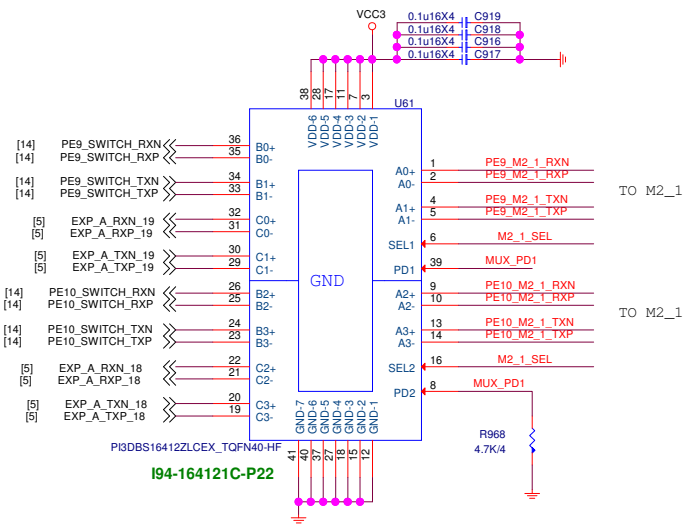 VCC3
0.1u16X4 C919
0.1u16X4 C918
0.1u16X4 C916
0.1u16X4 C917
38 28 17 11 7 3
U61
VDD-6 VDD-5 VDD-4 VDD-3 VDD-2 VDD-1
[14] PE9_SWITCH_RXN 36 B0+
[14] PE9_SWITCH_RXP 35 B0-
[14] PE9_SWITCH_TXN 34 B1+
[14] PE9_SWITCH_TXP 33 B1-
[5] EXP_A_RXN_19 32 C0+
[5] EXP_A_RXP_19 31 C0-
[5] EXP_A_TXN_19 30 C1+
[5] EXP_A_TXP_19 29 C1-
[14] PE10_SWITCH_RXN 26 B2+
[14] PE10_SWITCH_RXP 25 B2-
[14] PE10_SWITCH_TXN 24 B3+
[14] PE10_SWITCH_TXP 23 B3-
[5] EXP_A_RXN_18 22 C2+
[5] EXP_A_RXP_18 21 C2-
[5] EXP_A_TXN_18 20 C3+
[5] EXP_A_TXP_18 19 C3-
GND
A0+ 1 PE9_M2_1_RXN
A0- 2 PE9_M2_1_RXP
TO M2_1
A1+ 4 PE9_M2_1_TXN
A1- 5 PE9_M2_1_TXP
SEL1 6 M2_1_SEL
PD1 39 MUX_PD1
A2+ 9 PE10_M2_1_RXN
A2- 10 PE10_M2_1_RXP
TO M2_1
A3+ 13 PE10_M2_1_TXN
A3- 14 PE10_M2_1_TXP
SEL2 16 M2_1_SEL
PD2 8 MUX_PD1
R968
4.7K/4
GND-7 GND-6 GND-5 GND-4 GND-3 GND-2 GND-1
PI3DBS16412ZLCEX_TQFN40-HF
41 40 37 27 18 15 12
I94-164121C-P22